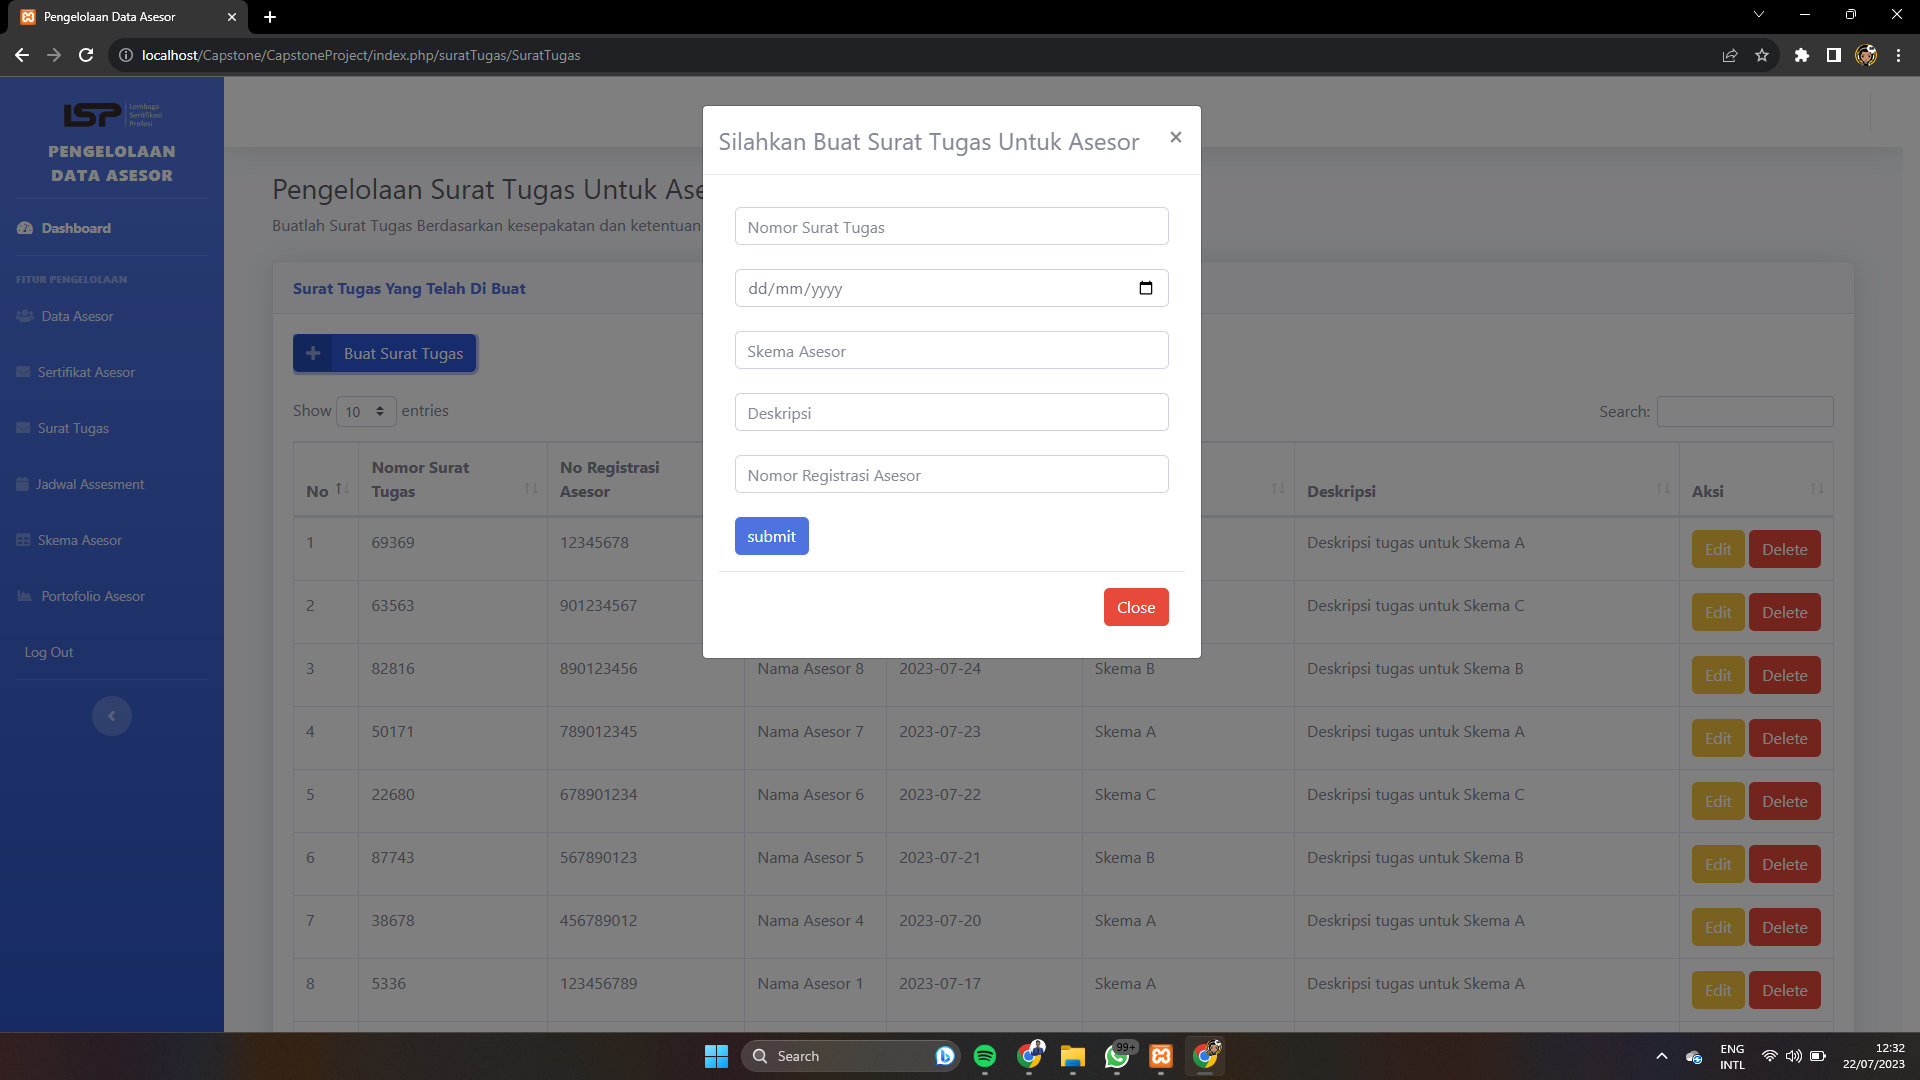 Pengelolaan Data Asesor
localhost/Capstone/CapstoneProject/index.php/suratTugas/SuratTugas
LSP Lembaga
Sertifikasi
Profesi
PENGELOLAAN
DATA ASESOR
Dashboard
FITUR PENGELOLAAN
Data Asesor
Sertifikat Asesor
Surat Tugas
Jadwal Assesment
Skema Asesor
Portofolio Asesor
Log Out
Pengelolaan Surat Tugas Untuk Ase
Buatlah Surat Tugas Berdasarkan kesepakatan dan ketentuan
Surat Tugas Yang Telah Di Buat
Buat Surat Tugas
Show 10 entries
Search:
No Nomor Surat Tugas No Registrasi Asesor Deskripsi Aksi
1 69369 12345678 Deskripsi tugas untuk Skema A Edit Delete
2 63563 901234567 Deskripsi tugas untuk Skema C Edit Delete
3 82816 890123456 Nama Asesor 8 2023-07-24 Skema B Deskripsi tugas untuk Skema B Edit Delete
4 50171 789012345 Nama Asesor 7 2023-07-23 Skema A Deskripsi tugas untuk Skema A Edit Delete
5 22680 678901234 Nama Asesor 6 2023-07-22 Skema C Deskripsi tugas untuk Skema C Edit Delete
6 87743 567890123 Nama Asesor 5 2023-07-21 Skema B Deskripsi tugas untuk Skema B Edit Delete
7 38678 456789012 Nama Asesor 4 2023-07-20 Skema A Deskripsi tugas untuk Skema A Edit Delete
8 5336 123456789 Nama Asesor 1 2023-07-17 Skema A Deskripsi tugas untuk Skema A Edit Delete
Silahkan Buat Surat Tugas Untuk Asesor ×
Nomor Surat Tugas
dd/mm/yyyy
Skema Asesor
Deskripsi
Nomor Registrasi Asesor
submit
Close
Search
99+
ENG
INTL
12:32
22/07/2023